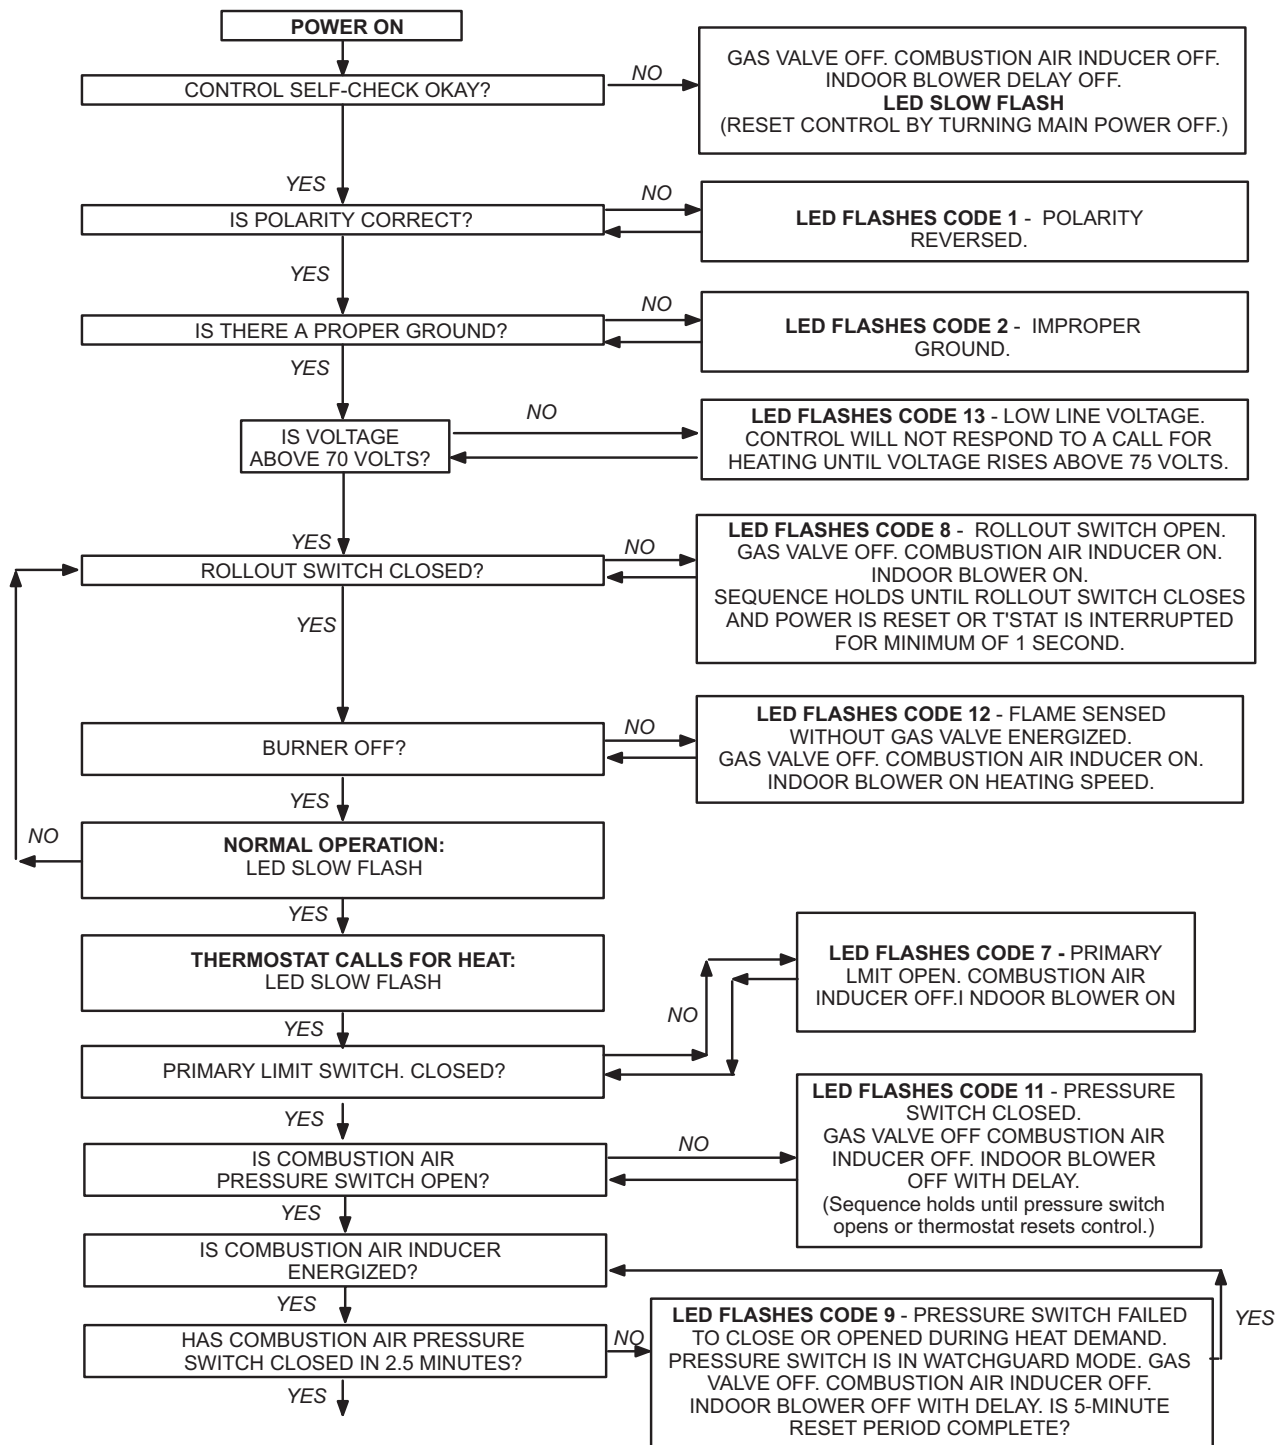 POWER ON
CONTROL SELF-CHECK OKAY?
NO
GAS VALVE OFF. COMBUSTION AIR INDUCER OFF.
INDOOR BLOWER DELAY OFF.
LED SLOW FLASH
(RESET CONTROL BY TURNING MAIN POWER OFF.)
YES
IS POLARITY CORRECT?
NO
LED FLASHES CODE 1 - POLARITY
REVERSED.
YES
IS THERE A PROPER GROUND?
NO
LED FLASHES CODE 2 - IMPROPER
GROUND.
YES
IS VOLTAGE
ABOVE 70 VOLTS?
NO
LED FLASHES CODE 13 - LOW LINE VOLTAGE.
CONTROL WILL NOT RESPOND TO A CALL FOR
HEATING UNTIL VOLTAGE RISES ABOVE 75 VOLTS.
YES
ROLLOUT SWITCH CLOSED?
NO
LED FLASHES CODE 8 - ROLLOUT SWITCH OPEN.
GAS VALVE OFF. COMBUSTION AIR INDUCER ON.
INDOOR BLOWER ON.
SEQUENCE HOLDS UNTIL ROLLOUT SWITCH CLOSES
AND POWER IS RESET OR T'STAT IS INTERRUPTED
FOR MINIMUM OF 1 SECOND.
YES
BURNER OFF?
NO
LED FLASHES CODE 12 - FLAME SENSED
WITHOUT GAS VALVE ENERGIZED.
GAS VALVE OFF. COMBUSTION AIR INDUCER ON.
INDOOR BLOWER ON HEATING SPEED.
YES
NO
NORMAL OPERATION:
LED SLOW FLASH
YES
THERMOSTAT CALLS FOR HEAT:
LED SLOW FLASH
LED FLASHES CODE 7 - PRIMARY
LMIT OPEN. COMBUSTION AIR
INDUCER OFF.I NDOOR BLOWER ON
NO
YES
PRIMARY LIMIT SWITCH. CLOSED?
YES
IS COMBUSTION AIR
PRESSURE SWITCH OPEN?
NO
LED FLASHES CODE 11 - PRESSURE
SWITCH CLOSED.
GAS VALVE OFF COMBUSTION AIR
INDUCER OFF. INDOOR BLOWER
OFF WITH DELAY.
(Sequence holds until pressure switch
opens or thermostat resets control.)
YES
IS COMBUSTION AIR INDUCER
ENERGIZED?
YES
HAS COMBUSTION AIR PRESSURE
SWITCH CLOSED IN 2.5 MINUTES?
NO
LED FLASHES CODE 9 - PRESSURE SWITCH FAILED
TO CLOSE OR OPENED DURING HEAT DEMAND.
PRESSURE SWITCH IS IN WATCHGUARD MODE. GAS
VALVE OFF. COMBUSTION AIR INDUCER OFF.
INDOOR BLOWER OFF WITH DELAY. IS 5-MINUTE
RESET PERIOD COMPLETE?
YES
YES